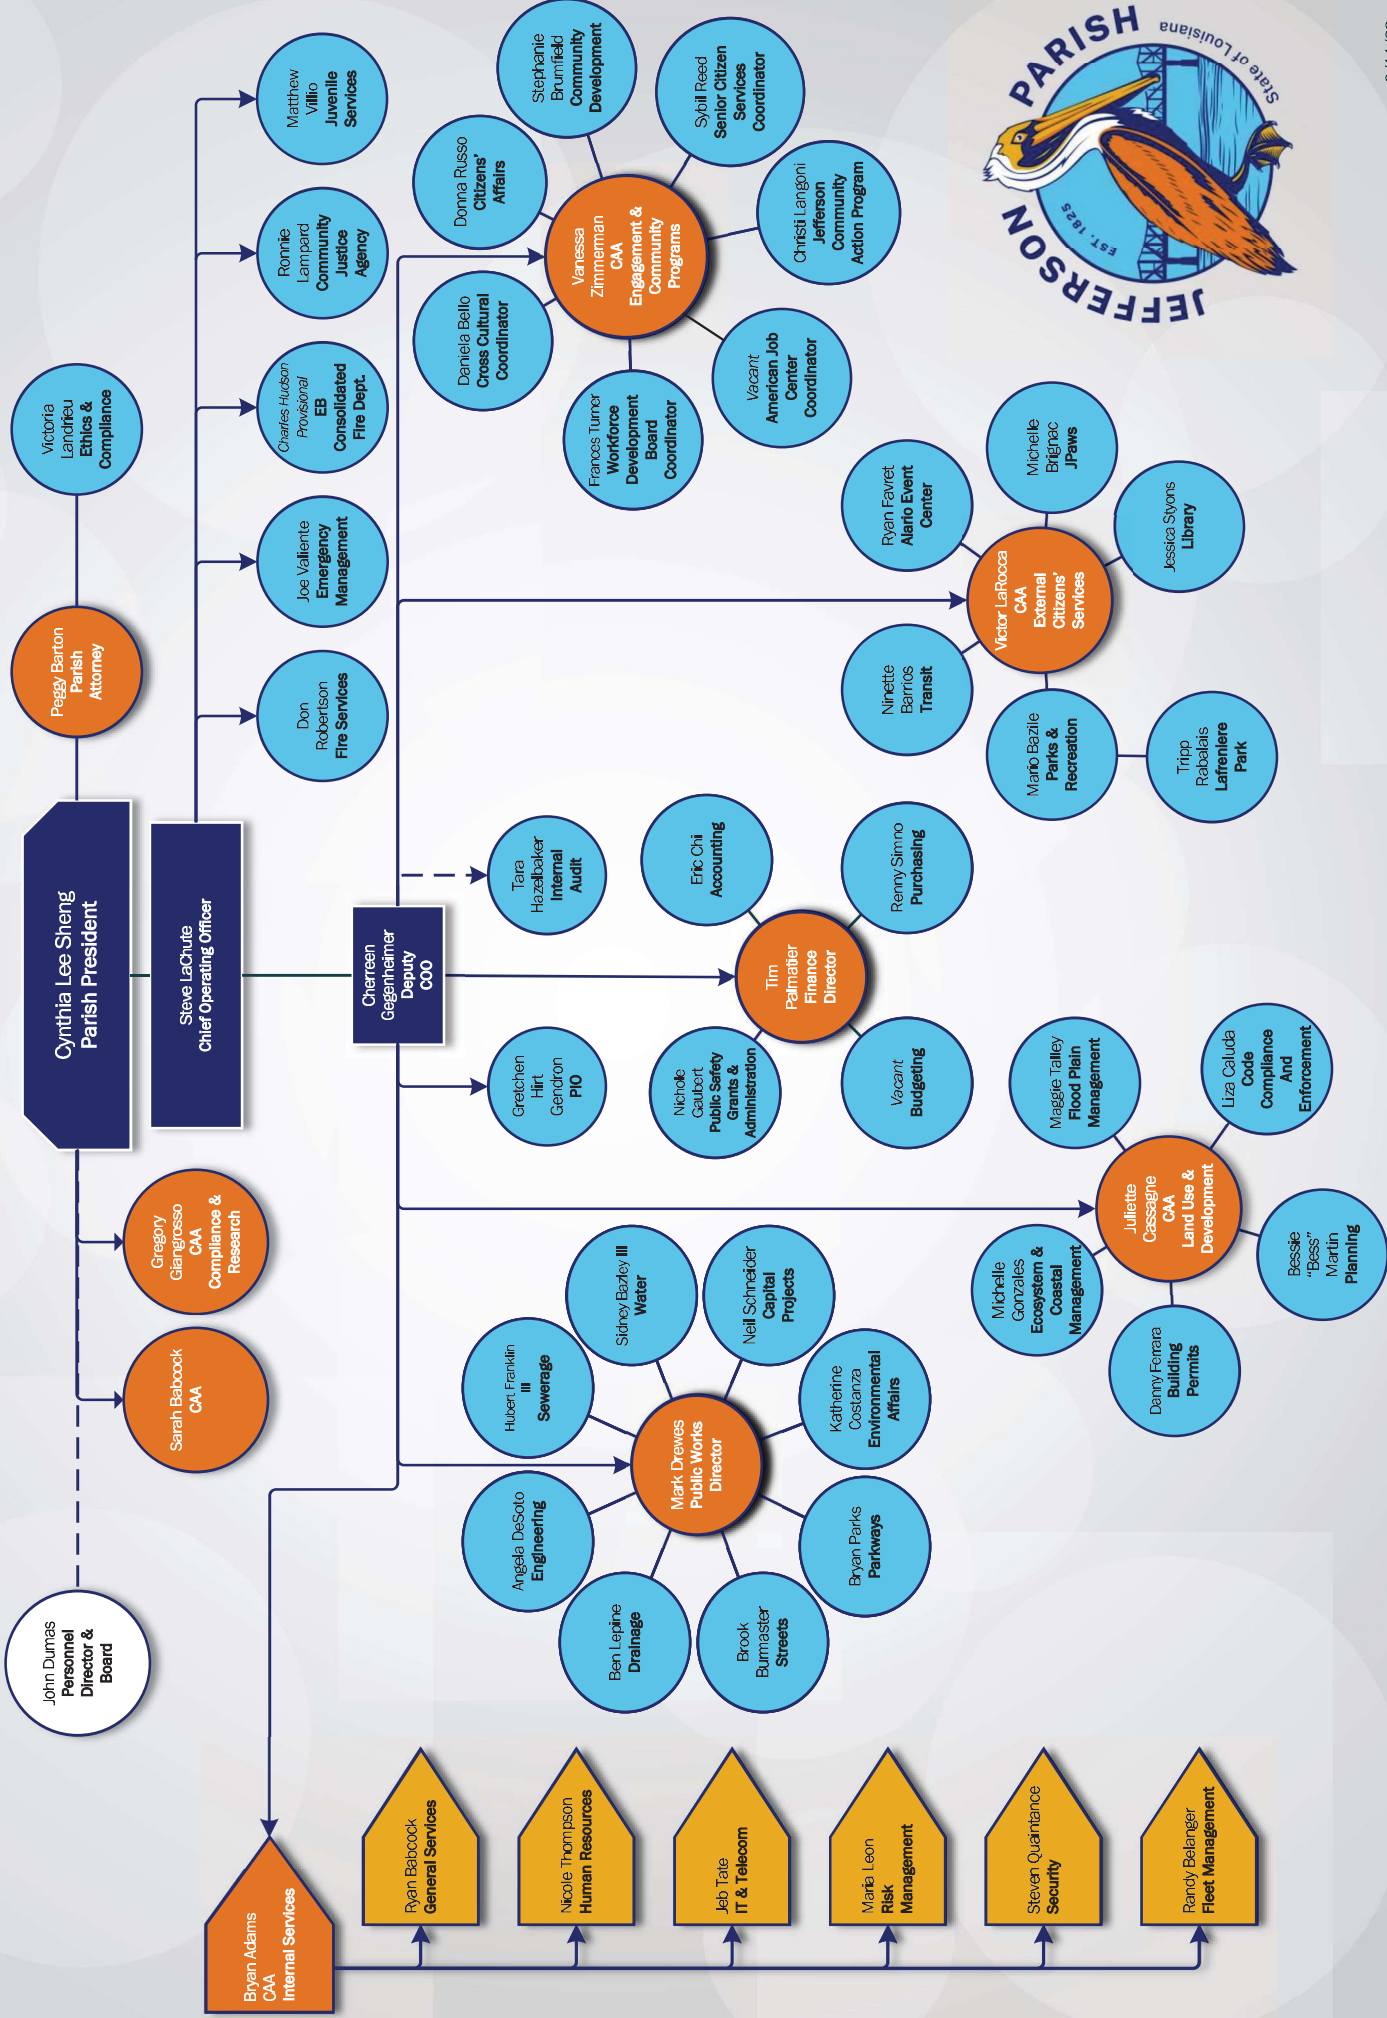 Cynthia Lee Sheng
Parish President
Steve LaChute
Chief Operating Officer
Cherreen
Gegenheimer
Deputy
COO
John Dumas
Personnel
Director &
Board
Sarah Babcock
CAA
Gregory
Giangrosso
CAA
Compliance &
Research
Peggy Barton
Parish
Attorney
Victoria
Landrieu
Ethics &
Compliance
Don
Robertson
Fire Services
Joe Valiente
Emergency
Management
Charles Hudson
Provisional
EB
Consolidated
Fire Dept.
Ronnie
Lampard
Community
Justice
Agency
Matthew
Villio
Juvenile
Services
Bryan Adams
CAA
Internal Services
Ryan Babcock
General Services
Nicole Thompson
Human Resources
Jeb Tate
IT & Telecom
Maria Leon
Risk
Management
Steven Quaintance
Security
Randy Belanger
Fleet Management
Gretchen
Hirt
Gendron
PIO
Tara
Hazelbaker
Internal
Audit
Mark Drewes
Public Works
Director
Angela DeSoto
Engineering
Hubert Franklin
III
Sewerage
Sidney Bazley III
Water
Neil Schneider
Capital
Projects
Katherine
Costanza
Environmental
Affairs
Bryan Parks
Parkways
Brook
Burmaster
Streets
Ben Lepine
Drainage
Tim
Palmatier
Finance
Director
Nichole
Gaubert
Public Safety
Grants &
Administration
Eric Chi
Accounting
Renny Simno
Purchasing
Vacant
Budgeting
Juliette
Cassagne
CAA
Land Use &
Development
Michelle
Gonzales
Ecosystem &
Coastal
Management
Maggie Talley
Flood Plain
Management
Liza Caluda
Code
Compliance
And
Enforcement
Bessie
"Bess"
Martin
Planning
Danny Ferrara
Building
Permits
Victor LaRocca
CAA
External
Citizens'
Services
Ninette
Barrios
Transit
Ryan Favret
Alario Event
Center
Michelle
Brignac
JPaws
Jessica Styons
Library
Mario Bazile
Parks &
Recreation
Tripp
Rabalais
Lafreniere
Park
Vanessa
Zimmerman
CAA
Engagement &
Community
Programs
Daniela Bello
Cross Cultural
Coordinator
Donna Russo
Citizens'
Affairs
Stephanie
Brumfield
Community
Development
Sybil Reed
Senior Citizen
Services
Coordinator
Christi Langoni
Jefferson
Community
Action Program
Vacant
American Job
Center
Coordinator
Frances Turner
Workforce
Development
Board
Coordinator
JEFFERSON PARISH
EST. 1825
State of Louisiana